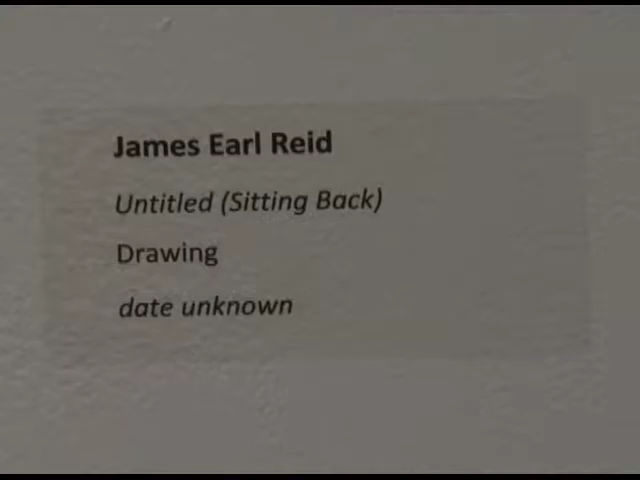 James Earl Reid
Untitled (Sitting Back)
Drawing
date unknown